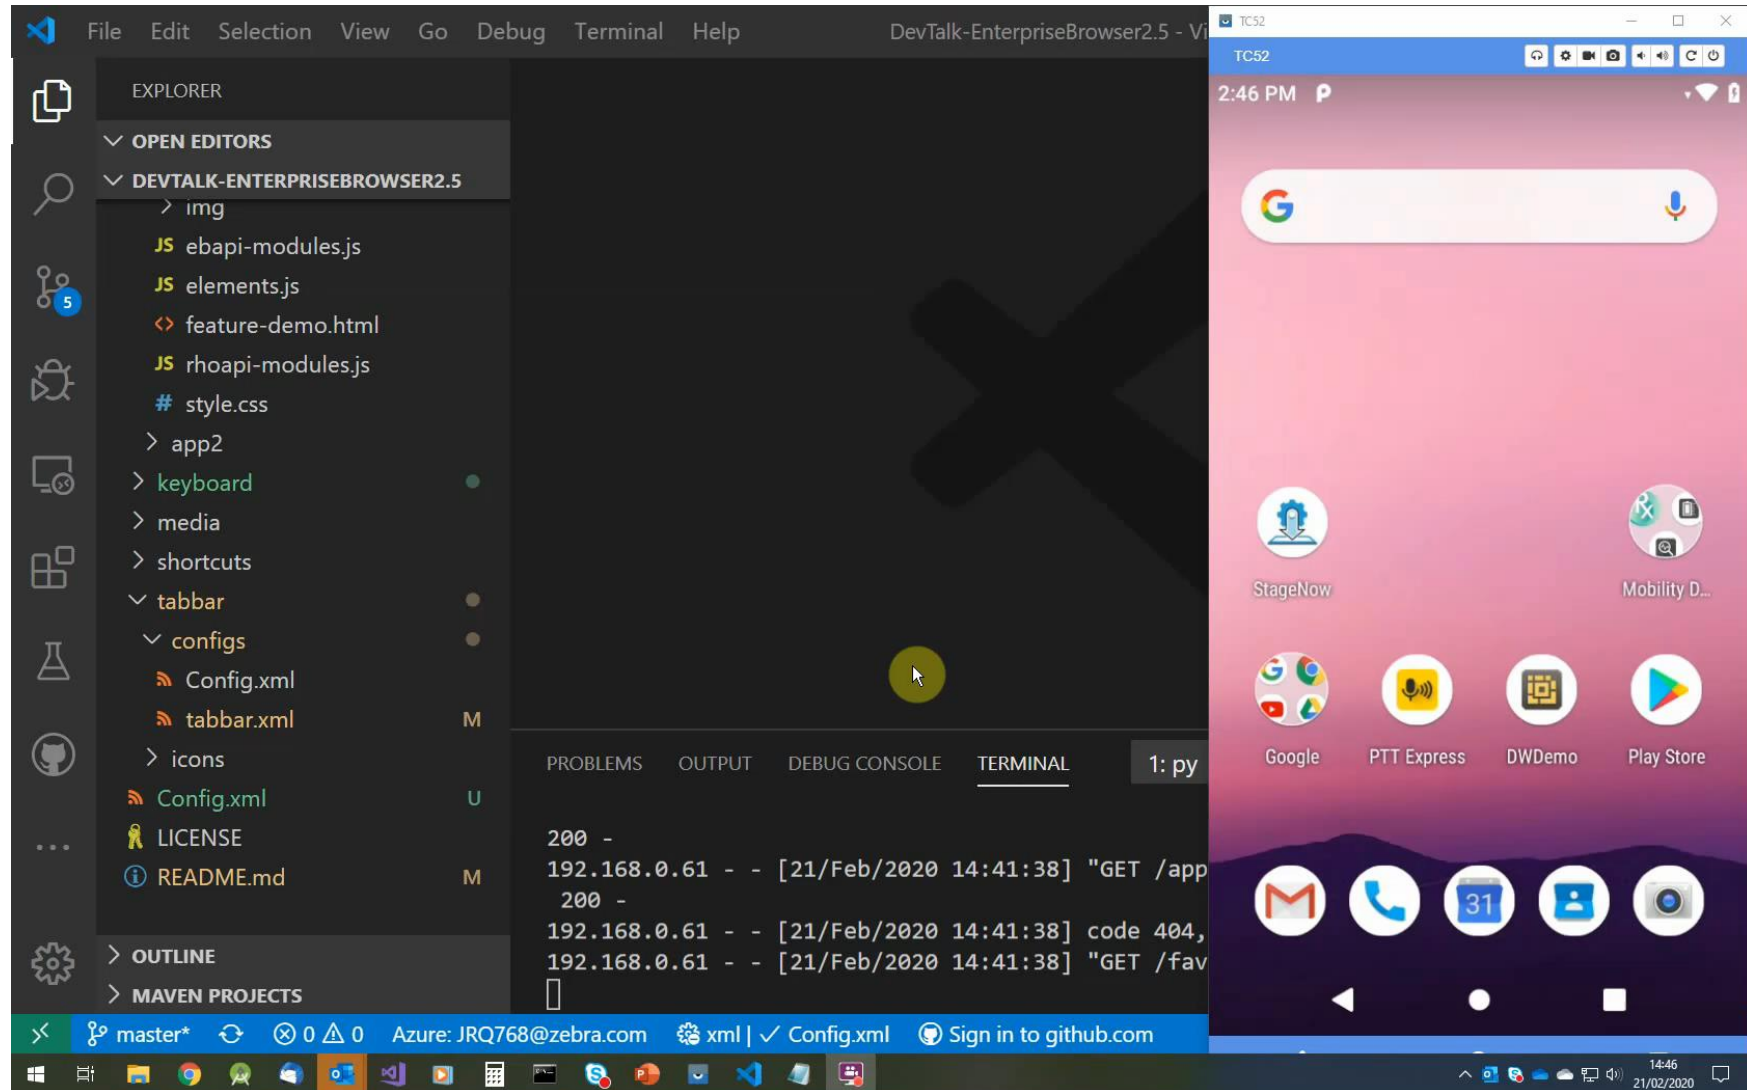 File Edit Selection View Go Debug Terminal Help DevTalk-EnterpriseBrowser2.5 - Vi
EXPLORER
OPEN EDITORS
DEVTALK-ENTERPRISEBROWSER2.5
img
JS ebapi-modules.js
JS elements.js
<> feature-demo.html
JS rhoapi-modules.js
# style.css
app2
keyboard
media
shortcuts
tabbar
configs
Config.xml
tabbar.xml M
icons
Config.xml U
LICENSE
README.md M
OUTLINE
MAVEN PROJECTS
5
PROBLEMS OUTPUT DEBUG CONSOLE TERMINAL 1: py
200 -
192.168.0.61 - - [21/Feb/2020 14:41:38] "GET /app
200 -
192.168.0.61 - - [21/Feb/2020 14:41:38] code 404,
192.168.0.61 - - [21/Feb/2020 14:41:38] "GET /fav
master* 0 0 Azure: JRQ768@zebra.com xml | ✓ Config.xml Sign in to github.com
TC52
TC52
2:46 PM
StageNow Mobility D...
Google PTT Express DWDemo Play Store
31
14:46
21/02/2020